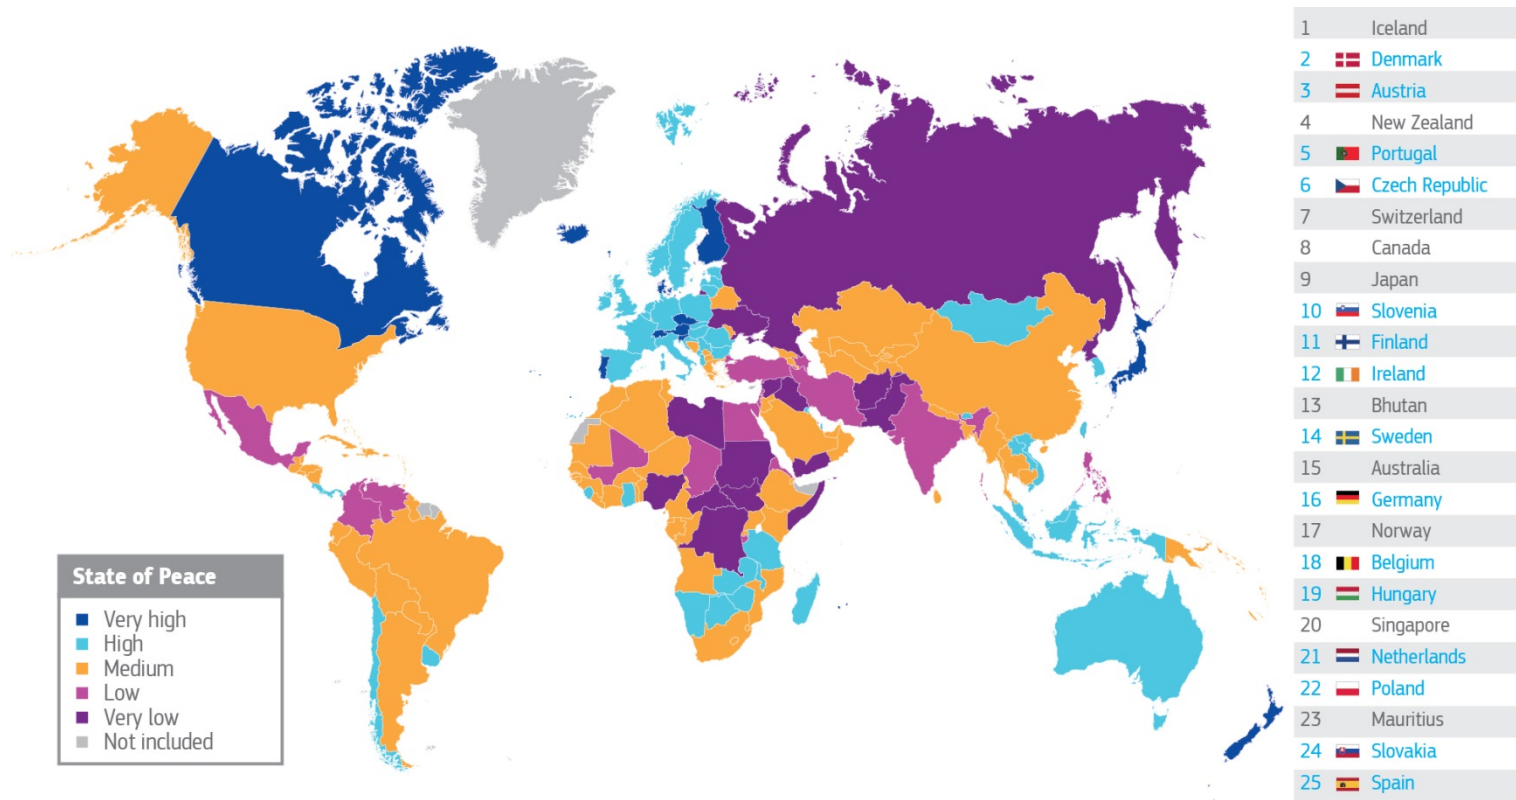 State of Peace
Very high
High
Medium
Low
Very low
Not included
1 Iceland
2 Denmark
3 Austria
4 New Zealand
5 Portugal
6 Czech Republic
7 Switzerland
8 Canada
9 Japan
10 Slovenia
11 Finland
12 Ireland
13 Bhutan
14 Sweden
15 Australia
16 Germany
17 Norway
18 Belgium
19 Hungary
20 Singapore
21 Netherlands
22 Poland
23 Mauritius
24 Slovakia
25 Spain